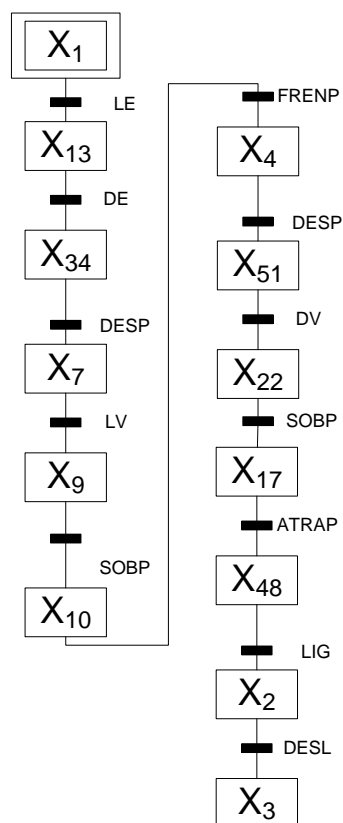 X1
LE
X13
DE
X34
DESP
X7
LV
X9
SOBP
X10
FRENP
X4
DESP
X51
DV
X22
SOBP
X17
ATRAP
X48
LIG
X2
DESL
X3